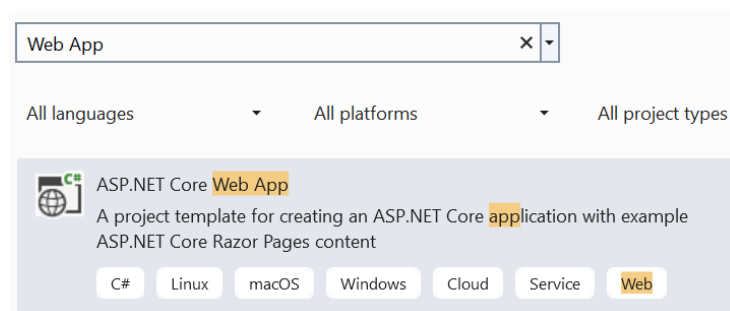 Web App
All languages All platforms All project types
C#
ASP.NET Core Web App
A project template for creating an ASP.NET Core application with example
ASP.NET Core Razor Pages content
C# Linux macOS Windows Cloud Service Web